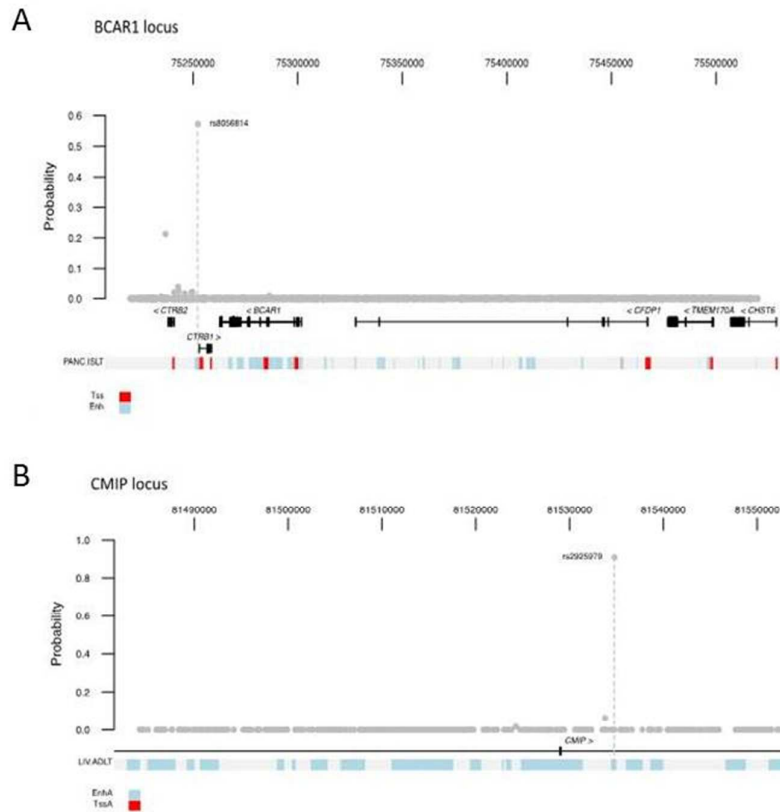 A
BCAR1 locus
75250000 75300000 75350000 75400000 75450000 75500000
0.6
rs8056814
0.5
0.4
0.3
0.2
0.1
0.0
Probability
< CTRB2 < BCAR1 < CFDP1 < TMEM170A < CHST6
CTRB1 >
PANC.ISLT
Tss
Enh
B
CMIP locus
81490000 81500000 81510000 81520000 81530000 81540000 81550000
1.0
rs2925979
0.8
0.6
0.4
0.2
0.0
Probability
CMIP >
LIV.ADLT
EnhA
TssA